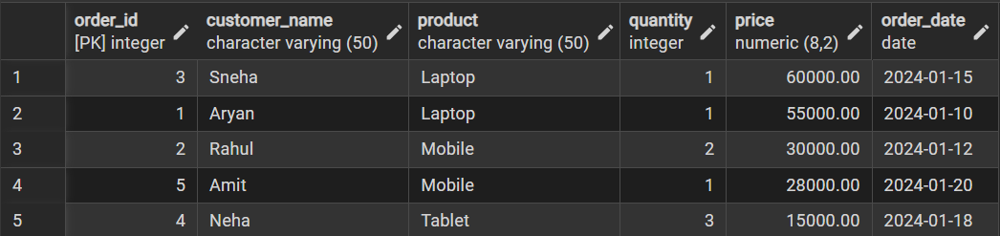 order_id customer_name product quantity price order_date
[PK] integer character varying (50) character varying (50) integer numeric (8,2) date
1 3 Sneha Laptop 1 60000.00 2024-01-15
2 1 Aryan Laptop 1 55000.00 2024-01-10
3 2 Rahul Mobile 2 30000.00 2024-01-12
4 5 Amit Mobile 1 28000.00 2024-01-20
5 4 Neha Tablet 3 15000.00 2024-01-18